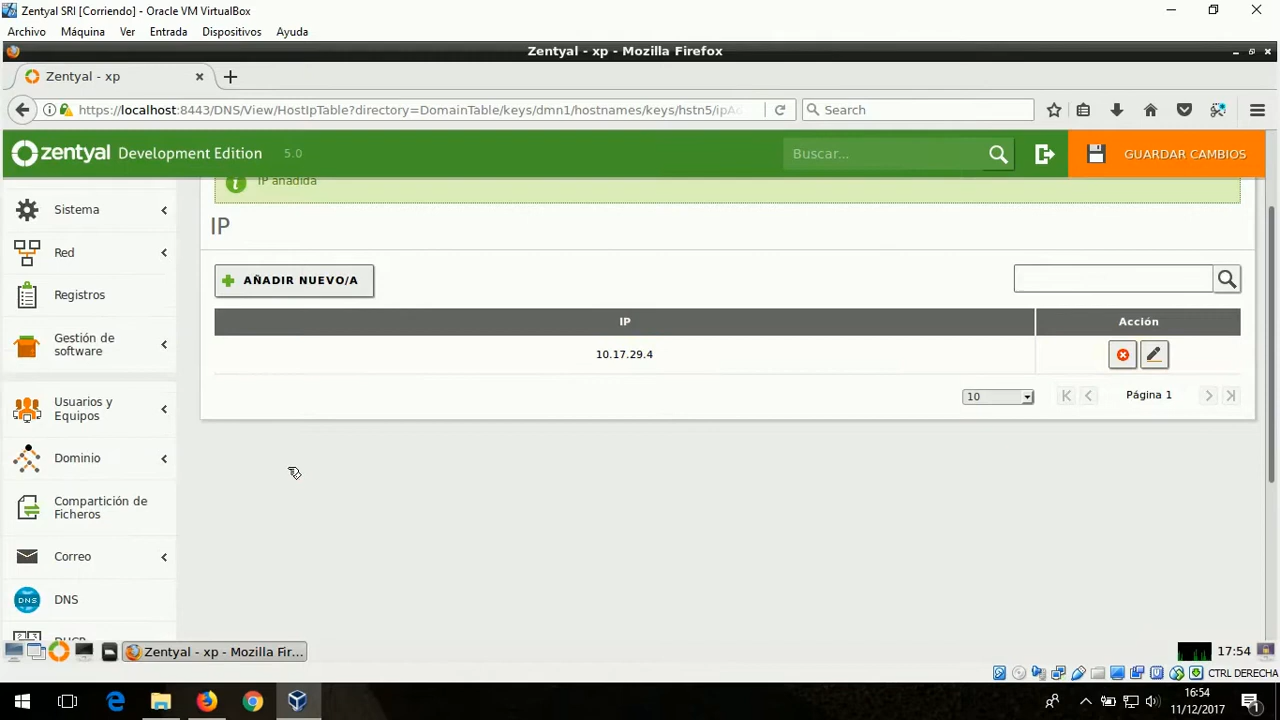 Zentyal SRI [Corriendo] - Oracle VM VirtualBox
Archivo Máquina Ver Entrada Dispositivos Ayuda
Zentyal - xp - Mozilla Firefox
Zentyal - xp
https://localhost:8443/DNS/View/HostIpTable?directory=DomainTable/keys/dmn1/hostnames/keys/hstn5/ipAd
Search
zentyal Development Edition 5.0
Buscar...
GUARDAR CAMBIOS
IP añadida
Sistema
IP
Red
AÑADIR NUEVO/A
Registros
IP Acción
Gestión de
software
10.17.29.4
10
Página 1
Usuarios y
Equipos
Dominio
Compartición de
Ficheros
Correo
DNS
DNS
DHCP
Zentyal - xp - Mozilla Fir...
17:54
CTRL DERECHA
16:54
11/12/2017
1